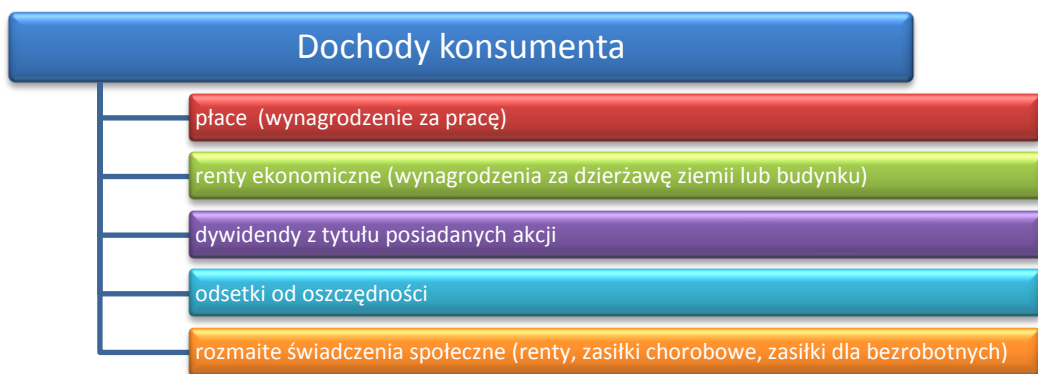 Dochody konsumenta
płace (wynagrodzenie za pracę)
renty ekonomiczne (wynagrodzenia za dzierżawę ziemii lub budynku)
dywidendy z tytułu posiadanych akcji
odsetki od oszczędności
rozmaite świadczenia społeczne (renty, zasiłki chorobowe, zasiłki dla bezrobotnych)